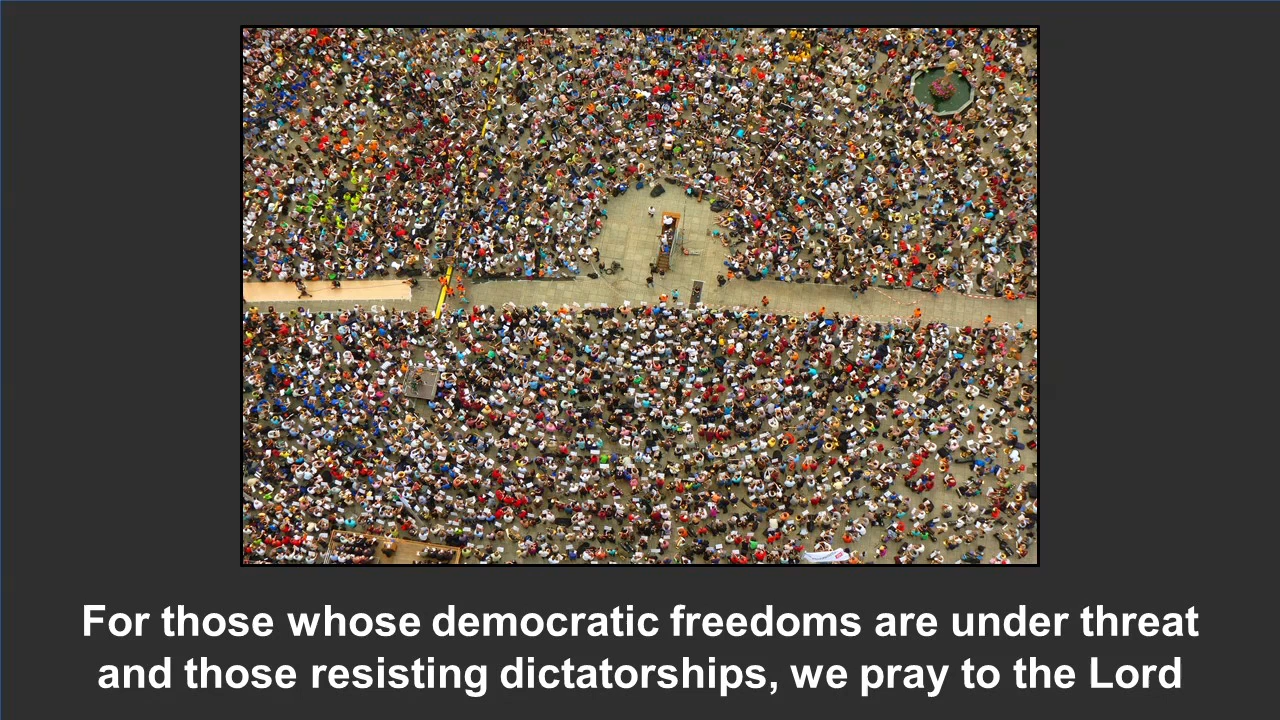 For those whose democratic freedoms are under threat
and those resisting dictatorships, we pray to the Lord